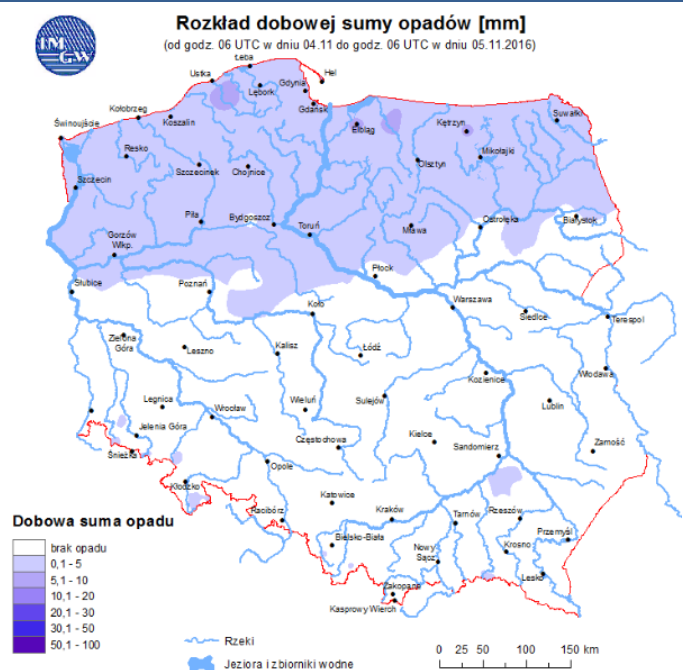 IM
GW
Rozkład dobowej sumy opadów [mm]
(od godz. 06 UTC w dniu 04.11 do godz. 06 UTC w dniu 05.11.2016)
Łeba
Ustka
Hel
Lębork
Gdynia
Gdańsk
Kołobrzeg
Koszalin
Świnoujście
Elbląg
Kętrzyn
Suwałki
Resko
Szczecinek
Chojnice
Olsztyn
Mikołajki
Szczecin
Piła
Bydgoszcz
Toruń
Mława
Ostrołęka
Białystok
Gorzów
Wlkp.
Płock
Słubice
Poznań
Koło
Warszawa
Siedlce
Terespol
Zielona
Góra
Leszno
Kalisz
Łódź
Włodawa
Kozienice
Legnica
Wrocław
Wieluń
Sulejów
Lublin
Jelenia Góra
Śnieżka
Częstochowa
Kielce
Sandomierz
Zamość
Opole
Kłodzko
Katowice
Racibórz
Kraków
Tarnów
Rzeszów
Przemyśl
Bielsko-Biała
Nowy
Sącz
Krosno
Lesko
Zakopane
Kasprowy Wierch
Dobowa suma opadu
brak opadu
0,1 - 5
5,1 - 10
10,1 - 20
20,1 - 30
30,1 - 50
50,1 - 100
Rzeki
Jeziora i zbiorniki wodne
0 25 50 100 150 km